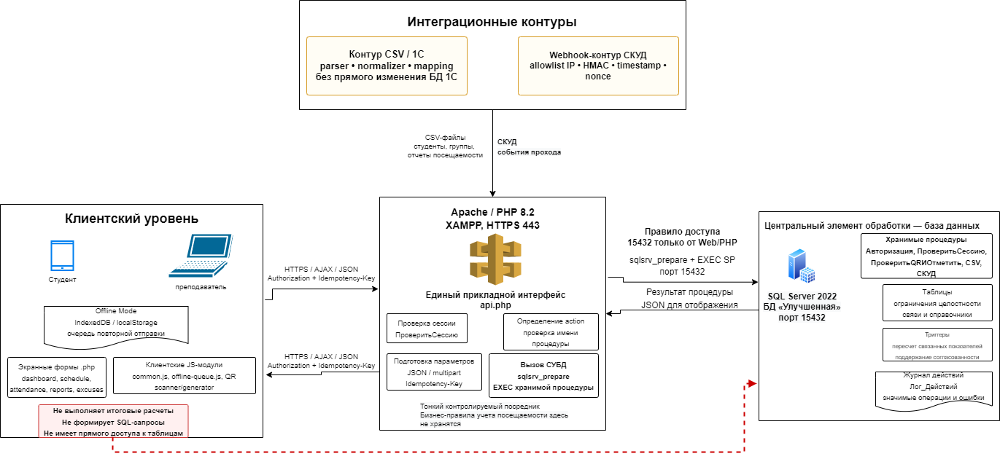 Интеграционные контуры
Контур CSV / 1С
parser • normalizer • mapping
без прямого изменения БД 1С
Webhook-контур СКУД
allowlist IP • HMAC • timestamp •
nonce
CSV-файлы
студенты, группы,
отчеты посещаемости
СКУД
события прохода
Клиентский уровень
Студент
преподаватель
Offline Mode
IndexedDB / localStorage
очередь повторной отправки
Экранные формы .php
dashboard, schedule,
attendance, reports, excuses
Клиентские JS-модули
common.js, offline-queue.js, QR
scanner/generator
Не выполняет итоговые расчеты
Не формирует SQL-запросы
Не имеет прямого доступа к таблицам
HTTPS / AJAX / JSON
Authorization + Idempotency-Key
HTTPS / AJAX / JSON
Authorization + Idempotency-Key
Apache / PHP 8.2
XAMPP, HTTPS 443
Единый прикладной интерфейс
api.php
Проверка сессии
ПроверитьСессию
Определение action
проверка имени
процедуры
Подготовка параметров
JSON / multipart
Idempotency-Key
Вызов СУБД
sqlsrv_prepare
EXEC хранимой процедуры
Тонкий контролируемый посредник
Бизнес-правила учета посещаемости здесь
не хранятся
Правило доступа
15432 только от Web/PHP
sqlsrv_prepare + EXEC SP
порт 15432
Результат процедуры
JSON для отображения
Центральный элемент обработки — база данных
SQL Server 2022
БД «Улучшенная»
порт 15432
Хранимые процедуры
Авторизация, ПроверитьСессию,
ПроверитьQRИОтметить, CSV,
СКУД
Таблицы
ограничения целостности
связи и справочники
Триггеры
пересчет связанных показателей
поддержание согласованности
Журнал действий
Лог_Действий
значимые операции и ошибки